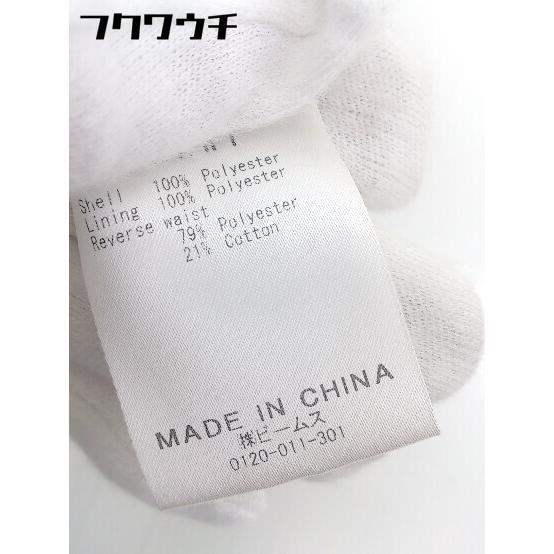 フクワウチ
Shell 100% Polyester
Lining 100% Polyester
Reverse waist
79% Polyester
21% Cotton
MADE IN CHINA
㈱ビームス
0120-011-301